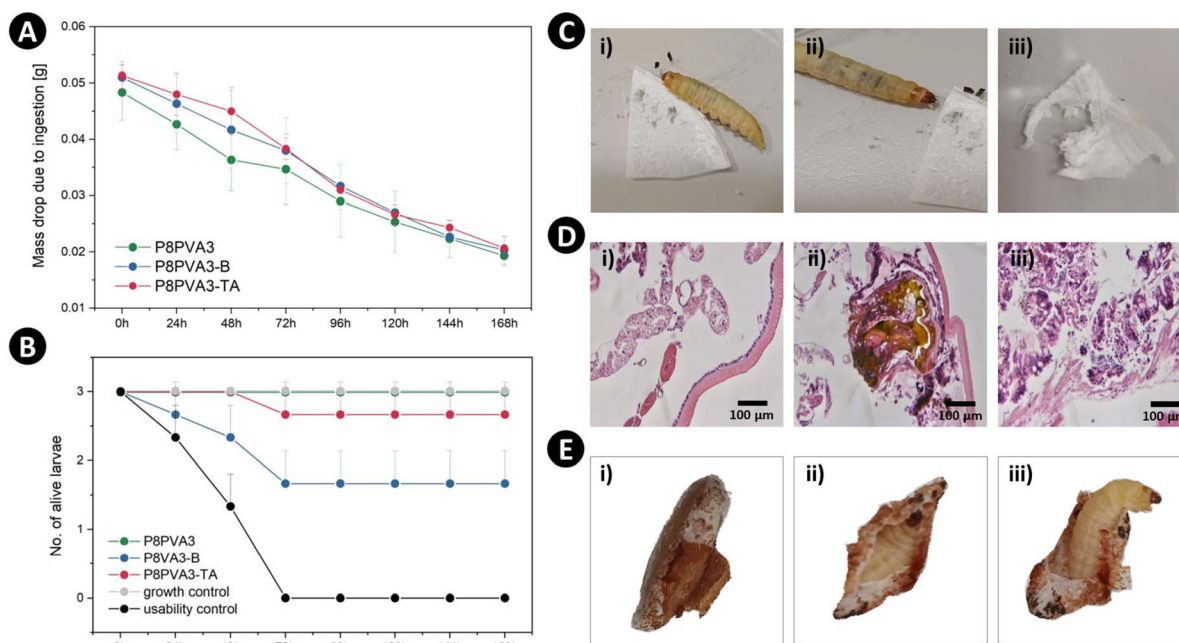 A
0.06
0.05
0.04
0.03
0.02
0.01
Mass drop due to ingestion [g]
P8PVA3
P8PVA3-B
P8PVA3-TA
0h 24h 48h 72h 96h 120h 144h 168h
B
3
2
1
0
No. of alive larvae
P8PVA3
P8VA3-B
P8PVA3-TA
growth control
usability control
C
i) ii) iii)
D
i) ii) iii)
100 µm 100 µm 100 µm
E
i) ii) iii)